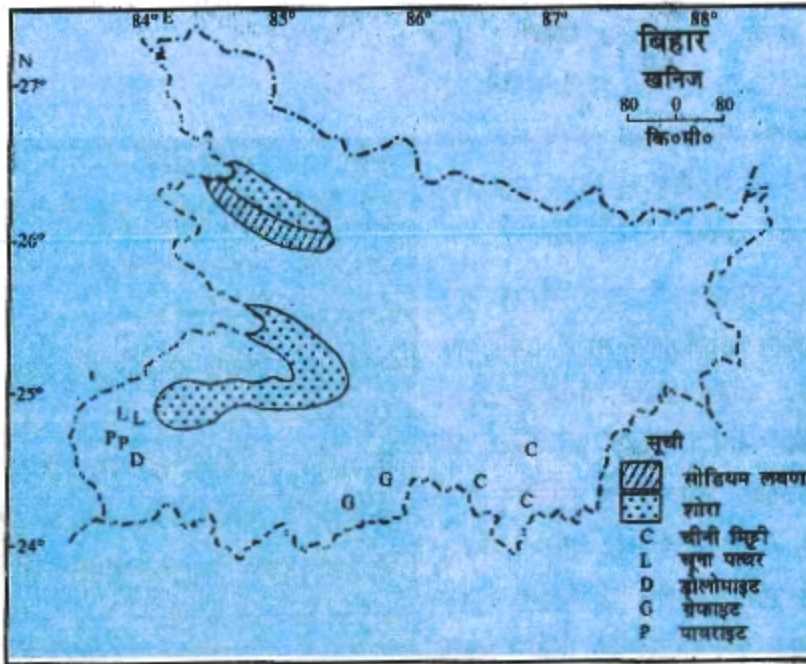 84° E 85° 86° 87° 88°
N
27°
26°
25°
24°
बिहार
खनिज
80 0 80
कि०मी०
L L
P P
D
G G
C
C
C
सूची
सोडियम लवण
शोरा
C चीनी मिट्टी
L चूना पत्थर
D डोलोमाइट
G ग्रेफाइट
P पायराइट